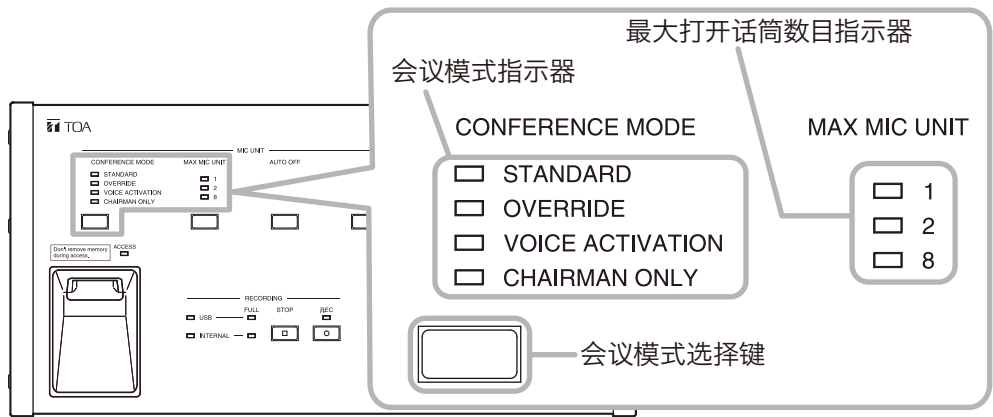 最大打开话筒数目指示器
会议模式指示器
CONFERENCE MODE
MAX MIC UNIT
STANDARD
OVERRIDE
VOICE ACTIVATION
CHAIRMAN ONLY
1
2
8
会议模式选择键
TOA
MIC UNIT
CONFERENCE MODE
MAX MIC UNIT
AUTO OFF
STANDARD
OVERRIDE
VOICE ACTIVATION
CHAIRMAN ONLY
1
2
8
Don't remove memory
during access.
ACCESS
RECORDING
FULL
STOP
REC
USB
INTERNAL